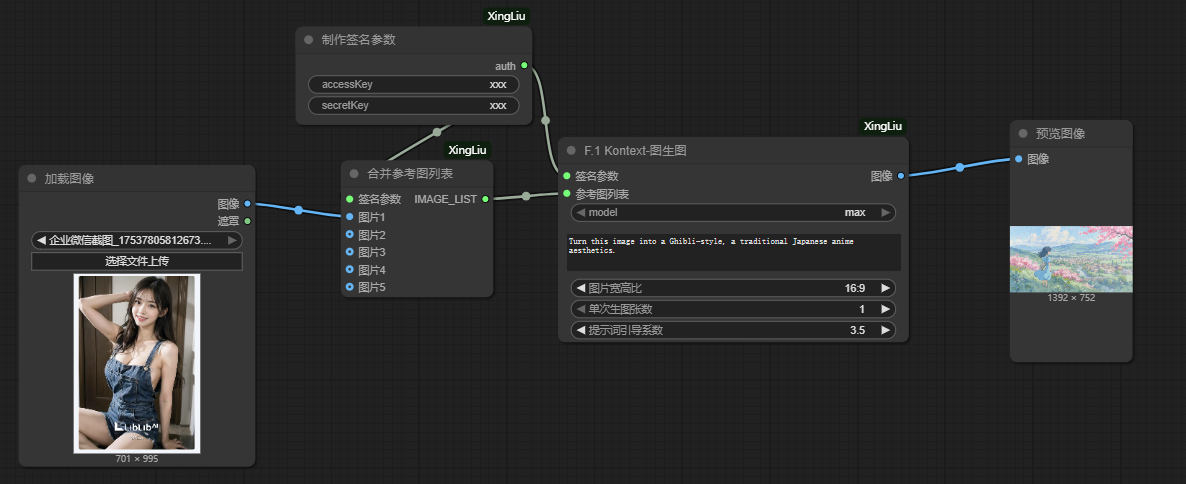 XingLiu
制作签名参数
auth
accessKey xxx
secretKey xxx
加载图像
图像
遮罩
企业微信截图_17537805812673....
选择文件上传
LibLibAI
701 × 995
XingLiu
合并参考图列表
签名参数 IMAGE_LIST
图片1
图片2
图片3
图片4
图片5
XingLiu
F.1 Kontext-图生图
签名参数 图像
参考图列表
model max
Turn this image into a Ghibli-style, a traditional Japanese anime
aesthetics.
图片宽高比 16:9
单次生图张数 1
提示词引导系数 3.5
预览图像
图像
1392 × 752